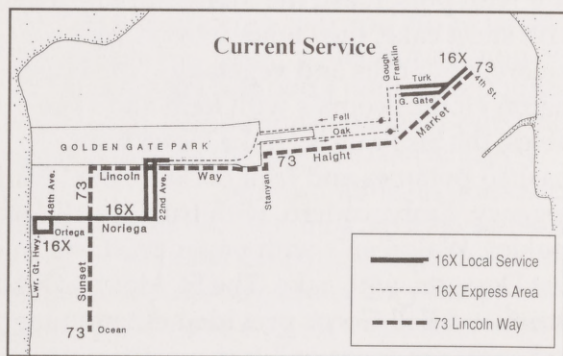 Current Service
16X
73
4th St.
Gough
Franklin
Turk
G. Gate
Market
Fell
Oak
GOLDEN GATE PARK
73
Haight
Lincoln
Way
Stanyan
73
48th Ave.
16X
22nd Ave.
Noriega
Ortega
16X
Lwr. Gt. Hwy.
Sunset
73
Ocean
16X Local Service
16X Express Area
73 Lincoln Way